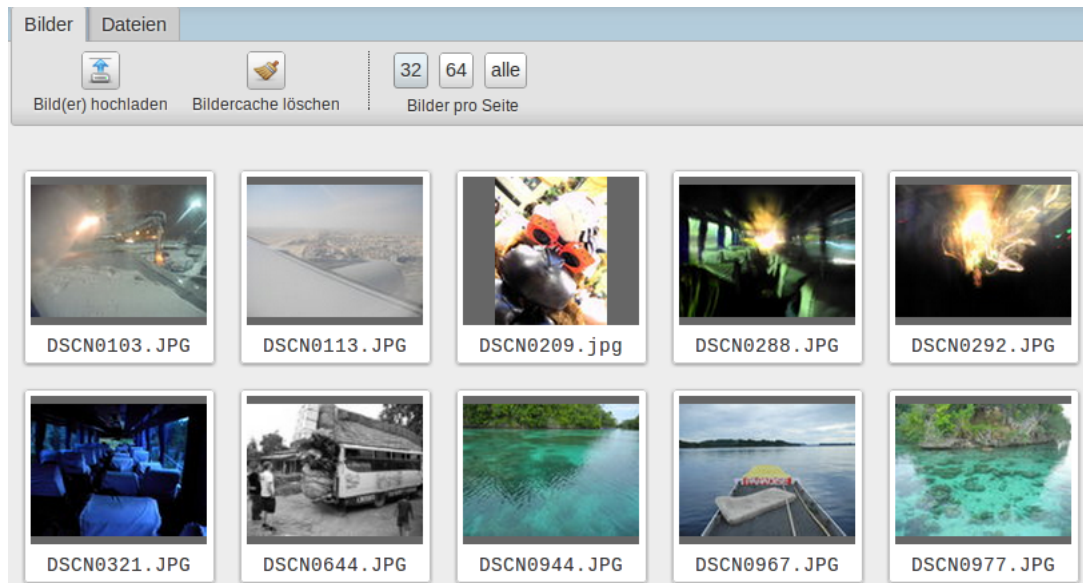 Bilder Dateien
32 64 alle
Bild(er) hochladen Bildercache löschen Bilder pro Seite
DSCN0103.JPG DSCN0113.JPG DSCN0209.jpg DSCN0288.JPG DSCN0292.JPG
DSCN0321.JPG DSCN0644.JPG DSCN0944.JPG DSCN0967.JPG DSCN0977.JPG